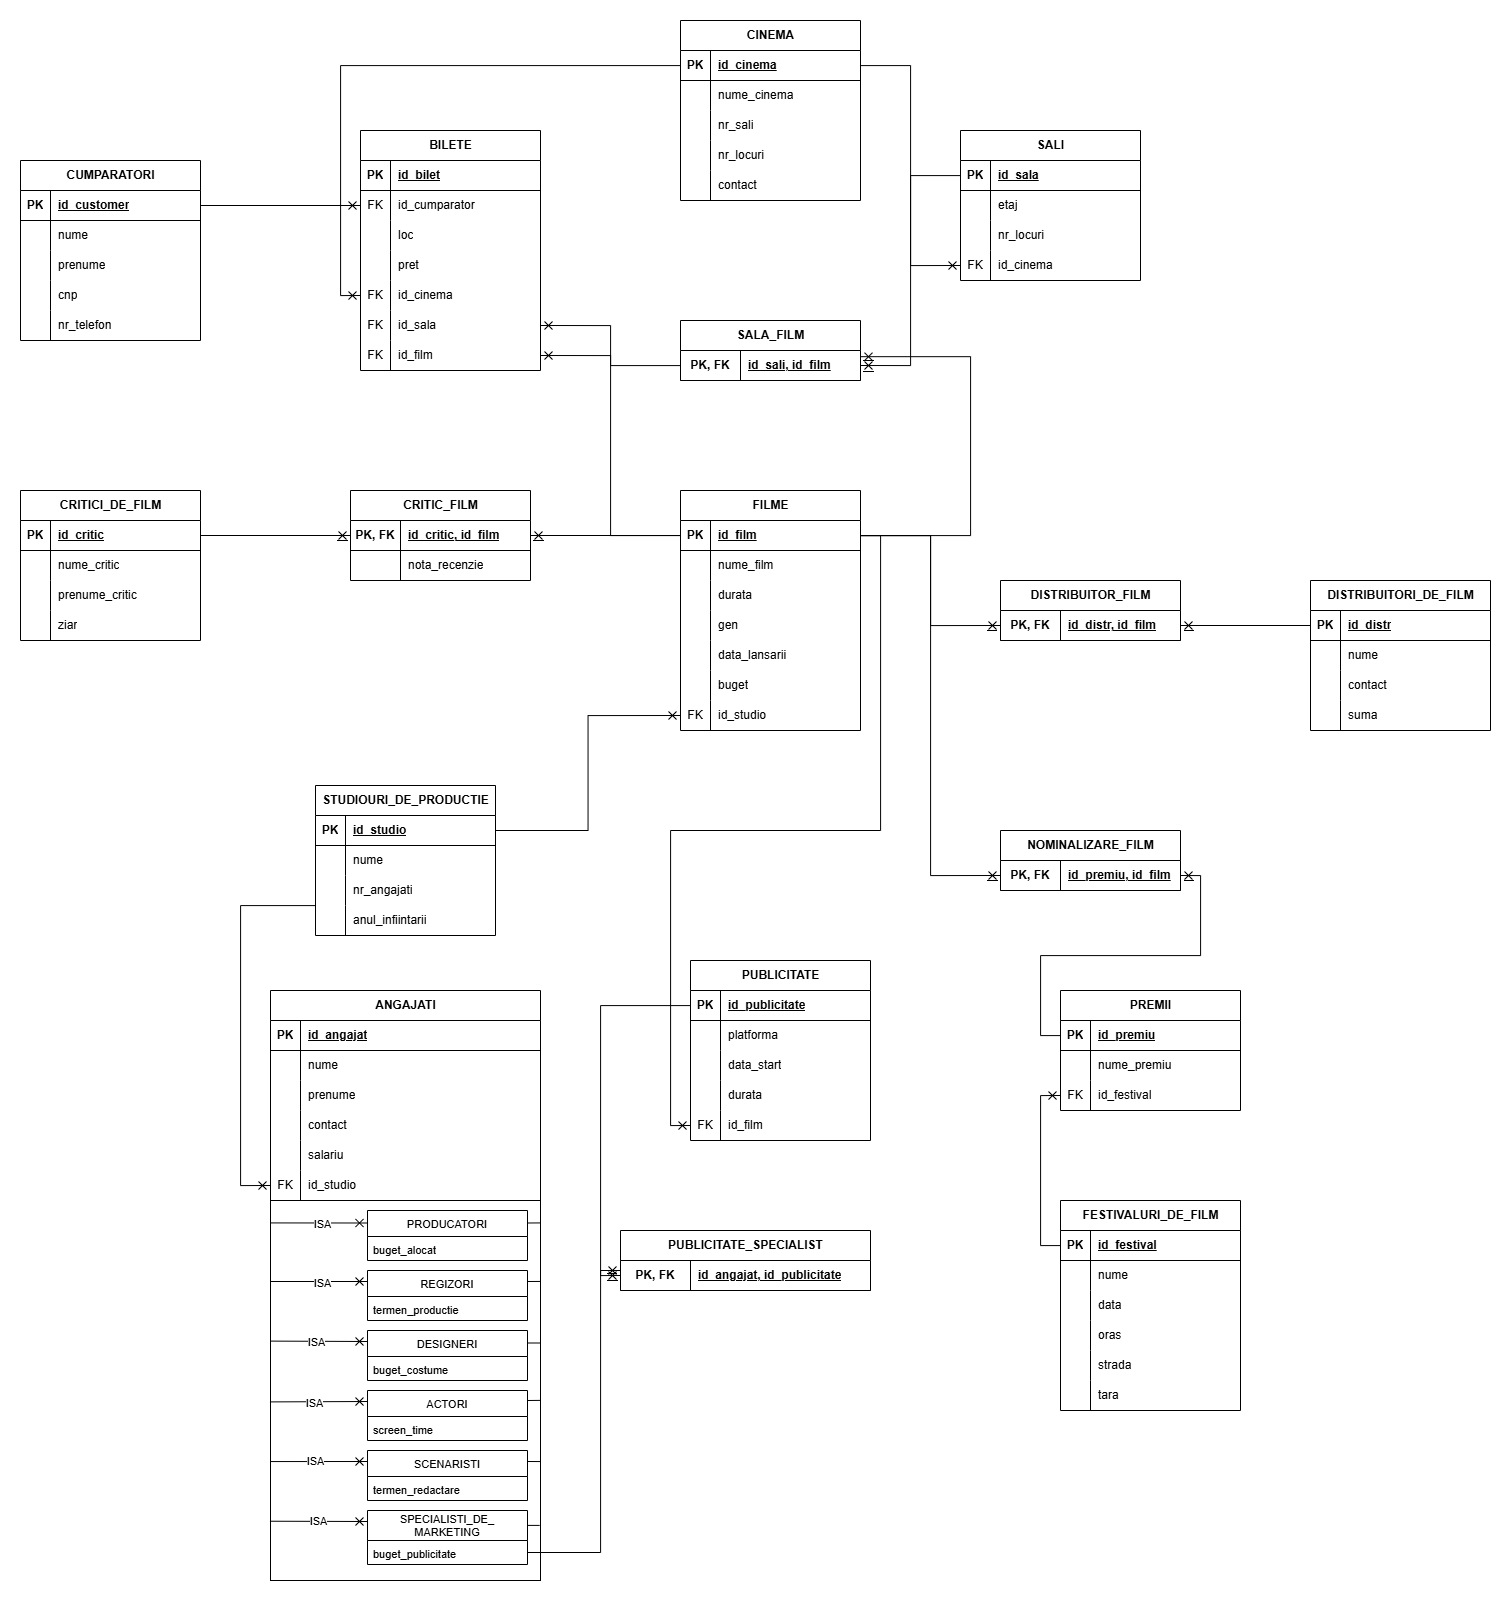 CINEMA
PK id_cinema
nume_cinema
nr_sali
nr_locuri
contact
BILETE
PK id_bilet
FK id_cumparator
loc
pret
FK id_cinema
FK id_sala
FK id_film
SALI
PK id_sala
etaj
nr_locuri
FK id_cinema
CUMPARATORI
PK id_customer
nume
prenume
cnp
nr_telefon
SALA_FILM
PK, FK id_sali, id_film
CRITICI_DE_FILM
PK id_critic
nume_critic
prenume_critic
ziar
CRITIC_FILM
PK, FK id_critic, id_film
nota_recenzie
FILME
PK id_film
nume_film
durata
gen
data_lansarii
buget
FK id_studio
DISTRIBUITOR_FILM
PK, FK id_distr, id_film
DISTRIBUITORI_DE_FILM
PK id_distr
nume
contact
suma
STUDIOURI_DE_PRODUCTIE
PK id_studio
nume
nr_angajati
anul_infiintarii
NOMINALIZARE_FILM
PK, FK id_premiu, id_film
PUBLICITATE
PK id_publicitate
platforma
data_start
durata
FK id_film
ANGAJATI
PK id_angajat
nume
prenume
contact
salariu
FK id_studio
ISA PRODUCATORI
buget_alocat
ISA REGIZORI
termen_productie
ISA DESIGNERI
buget_costume
ISA ACTORI
screen_time
ISA SCENARISTI
termen_redactare
ISA SPECIALISTI_DE_
MARKETING
buget_publicitate
PREMII
PK id_premiu
nume_premiu
FK id_festival
PUBLICITATE_SPECIALIST
PK, FK id_angajat, id_publicitate
FESTIVALURI_DE_FILM
PK id_festival
nume
data
oras
strada
tara